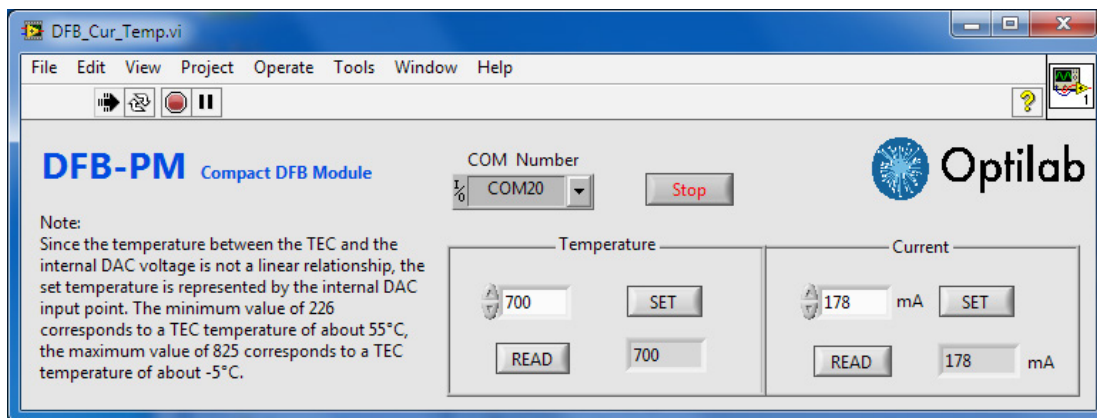 DFB_Cur_Temp.vi
File Edit View Project Operate Tools Window Help
1
DFB-PM Compact DFB Module
COM Number
I/0 COM20
Stop
Optilab
Note:
Since the temperature between the TEC and the
internal DAC voltage is not a linear relationship, the
set temperature is represented by the internal DAC
input point. The minimum value of 226
corresponds to a TEC temperature of about 55°C,
the maximum value of 825 corresponds to a TEC
temperature of about -5°C.
Temperature
700 SET
READ 700
Current
178 mA SET
READ 178 mA